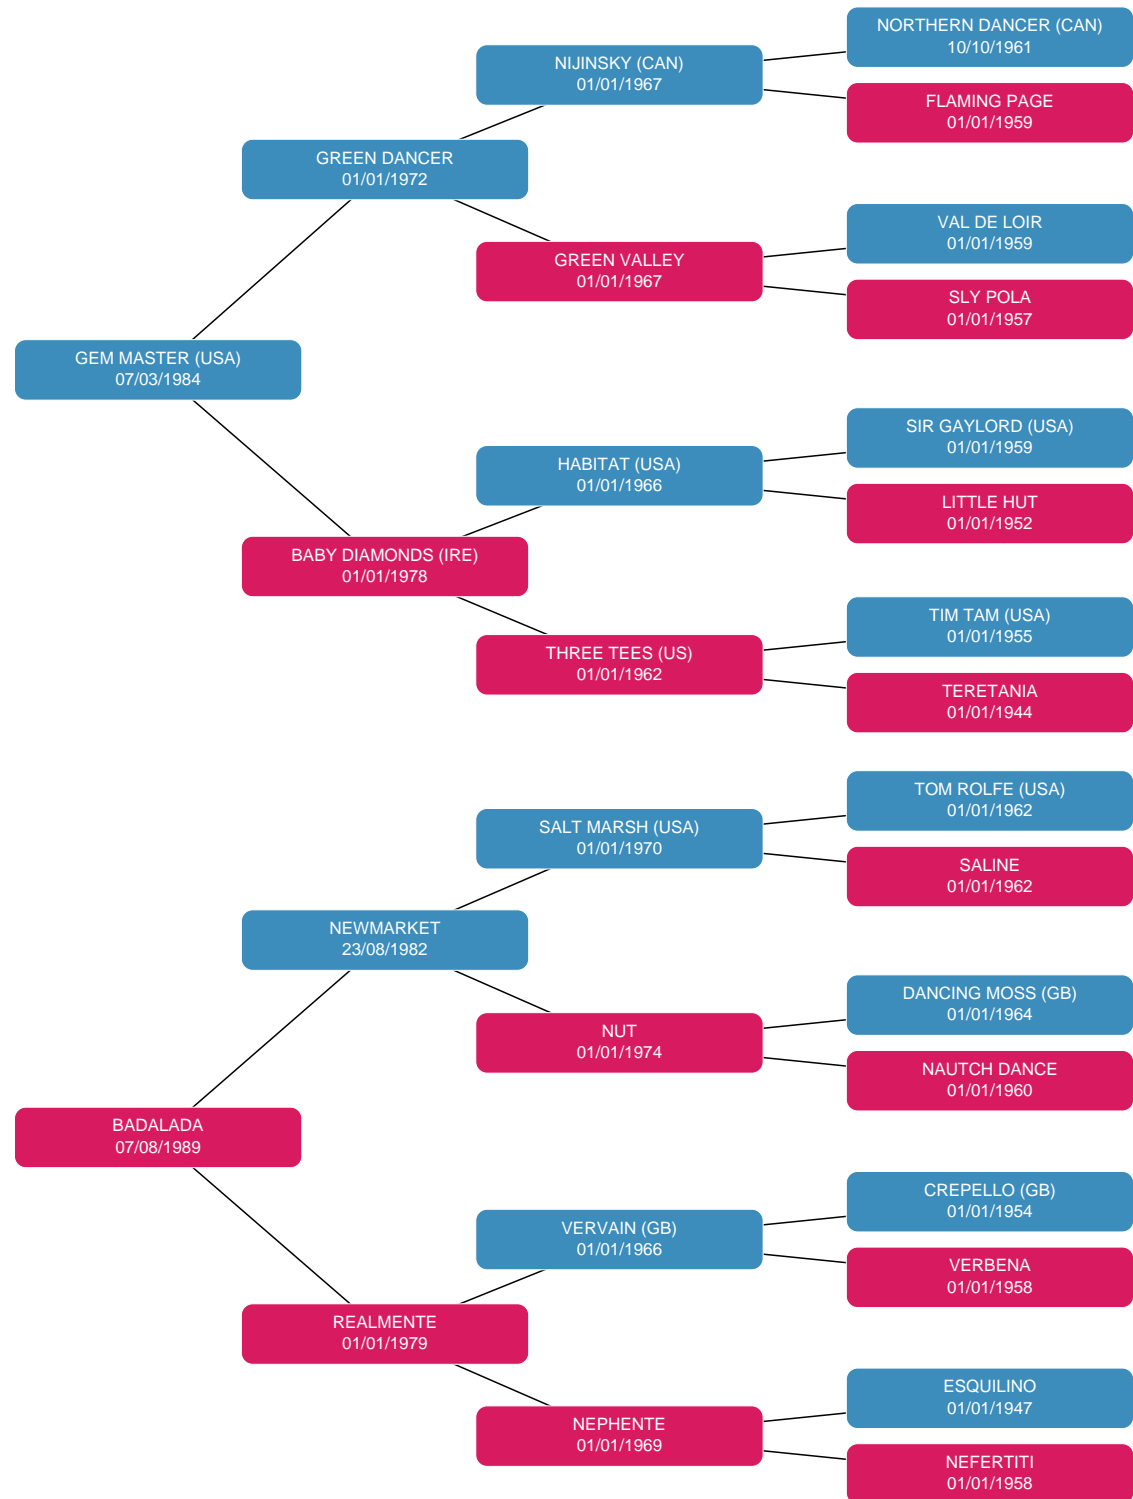 NORTHERN DANCER (CAN)
10/10/1961
NIJINSKY (CAN)
01/01/1967
FLAMING PAGE
01/01/1959
GREEN DANCER
01/01/1972
VAL DE LOIR
01/01/1959
GREEN VALLEY
01/01/1967
SLY POLA
01/01/1957
GEM MASTER (USA)
07/03/1984
SIR GAYLORD (USA)
01/01/1959
HABITAT (USA)
01/01/1966
LITTLE HUT
01/01/1952
BABY DIAMONDS (IRE)
01/01/1978
TIM TAM (USA)
01/01/1955
THREE TEES (US)
01/01/1962
TERETANIA
01/01/1944
TOM ROLFE (USA)
01/01/1962
SALT MARSH (USA)
01/01/1970
SALINE
01/01/1962
NEWMARKET
23/08/1982
DANCING MOSS (GB)
01/01/1964
NUT
01/01/1974
NAUTCH DANCE
01/01/1960
BADALADA
07/08/1989
CREPELLO (GB)
01/01/1954
VERVAIN (GB)
01/01/1966
VERBENA
01/01/1958
REALMENTE
01/01/1979
ESQUILINO
01/01/1947
NEPHENTE
01/01/1969
NEFERTITI
01/01/1958